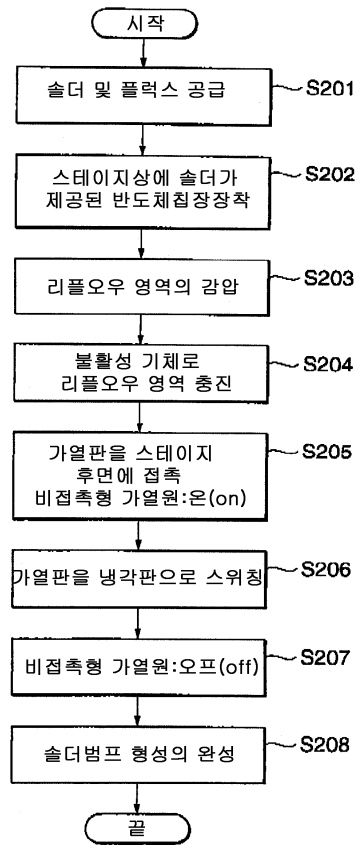 시작
솔더 및 플럭스 공급
S201
스테이지상에 솔더가
제공된 반도체칩장장착
S202
리플오우 영역의 감압
S203
불활성 기체로
리플오우 영역 충진
S204
가열판을 스테이지
후면에 접촉
비접촉형 가열원:온(on)
S205
가열판을 냉각판으로 스위칭
S206
비접촉형 가열원:오프(off)
S207
솔더범프 형성의 완성
S208
끝